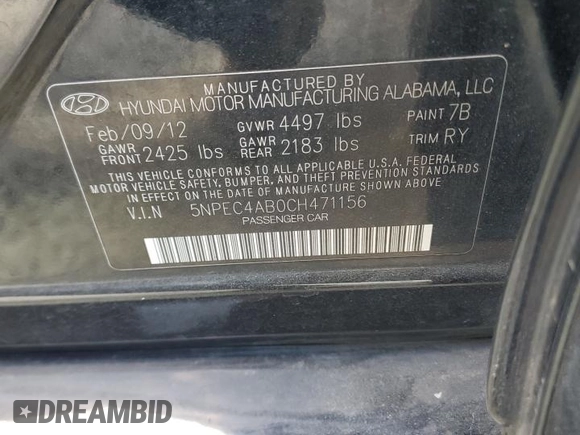 MANUFACTURED BY
HYUNDAI MOTOR MANUFACTURING ALABAMA, LLC
Feb/09/12 GVWR 4497 lbs PAINT 7B
GAWR FRONT 2425 lbs GAWR REAR 2183 lbs TRIM RY
THIS VEHICLE CONFORMS TO ALL APPLICABLE U.S.A. FEDERAL
MOTOR VEHICLE SAFETY, BUMPER, AND THEFT PREVENTION STANDARDS
IN EFFECT ON THE DATE OF MANUFACTURE SHOWN ABOVE
V.I.N 5NPEC4AB0CH471156
PASSENGER CAR
DREAMBID